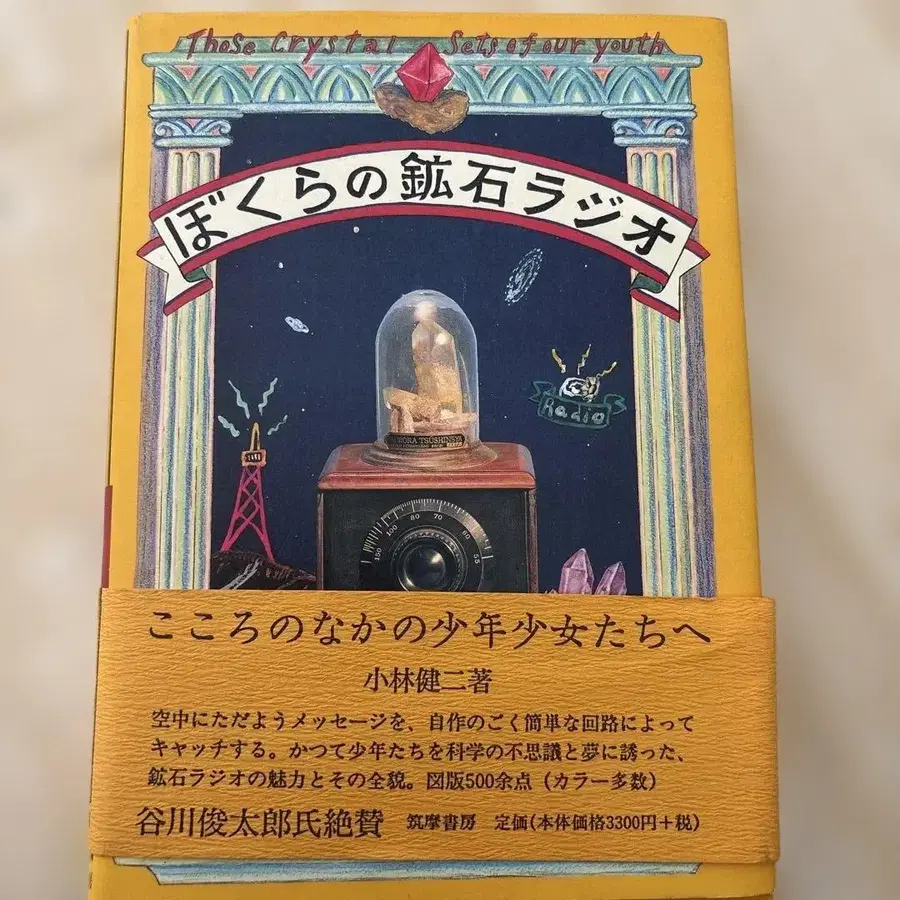 Those Crystal Sets of our youth
ぼくらの鉱石ラジオ
Radio
AURORA TSUSHINSYA
100 80 70
こころのなかの少年少女たちへ
小林健二著
空中にただようメッセージを、自作のごく簡単な回路によって
キャッチする。かつて少年たちを科学の不思議と夢に誘った、
鉱石ラジオの魅力とその全貌。図版500余点（カラー多数）
谷川俊太郎氏絶賛 筑摩書房 定価(本体価格3300円＋税)